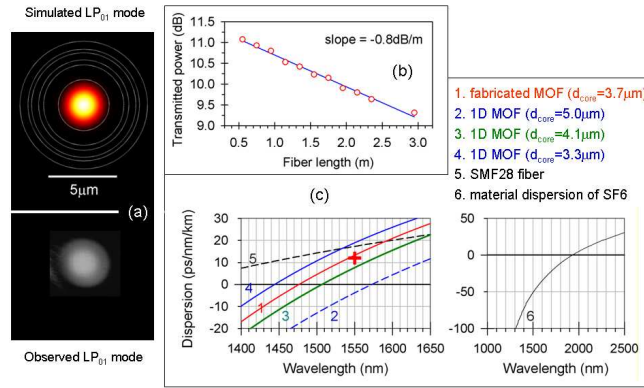 Simulated LP01 mode
5μm
(a)
Observed LP01 mode
Transmitted power (dB)
11.5
11.0
10.5
10.0
9.5
9.0
slope = -0.8dB/m
(b)
0.0 0.5 1.0 1.5 2.0 2.5 3.0
Fiber length (m)
1. fabricated MOF (dcore=3.7μm)
2. 1D MOF (dcore=5.0μm)
3. 1D MOF (dcore=4.1μm)
4. 1D MOF (dcore=3.3μm)
5. SMF28 fiber
6. material dispersion of SF6
(c)
Dispersion (ps/nm/km)
30
20
10
0
-10
-20
5
4
1
3
2
1400 1450 1500 1550 1600 1650
Wavelength (nm)
50
0
-50
-100
6
1000 1500 2000 2500
Wavelength (nm)